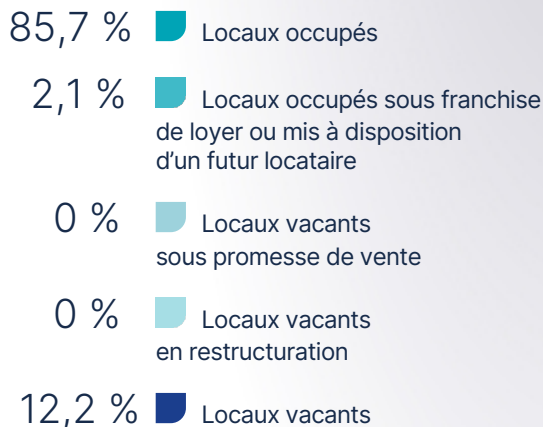 85,7 % Locaux occupés
2,1 % Locaux occupés sous franchise
de loyer ou mis à disposition
d'un futur locataire
0 % Locaux vacants
sous promesse de vente
0 % Locaux vacants
en restructuration
12,2 % Locaux vacants